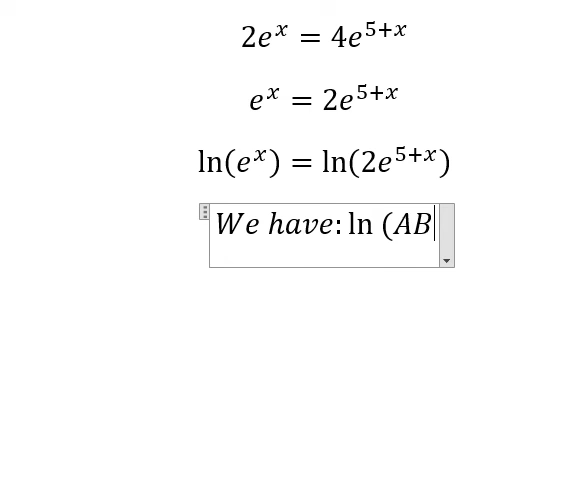 2e^x = 4e^{5+x}
e^x = 2e^{5+x}
ln(e^x) = ln(2e^{5+x})
We have: ln (AB